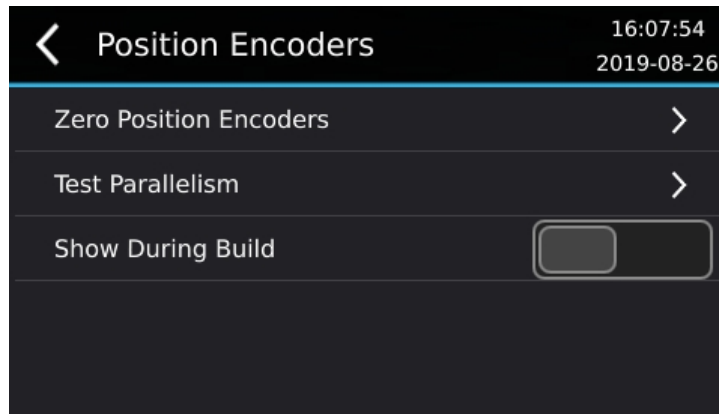 Position Encoders
16:07:54
2019-08-26
Zero Position Encoders
Test Parallelism
Show During Build